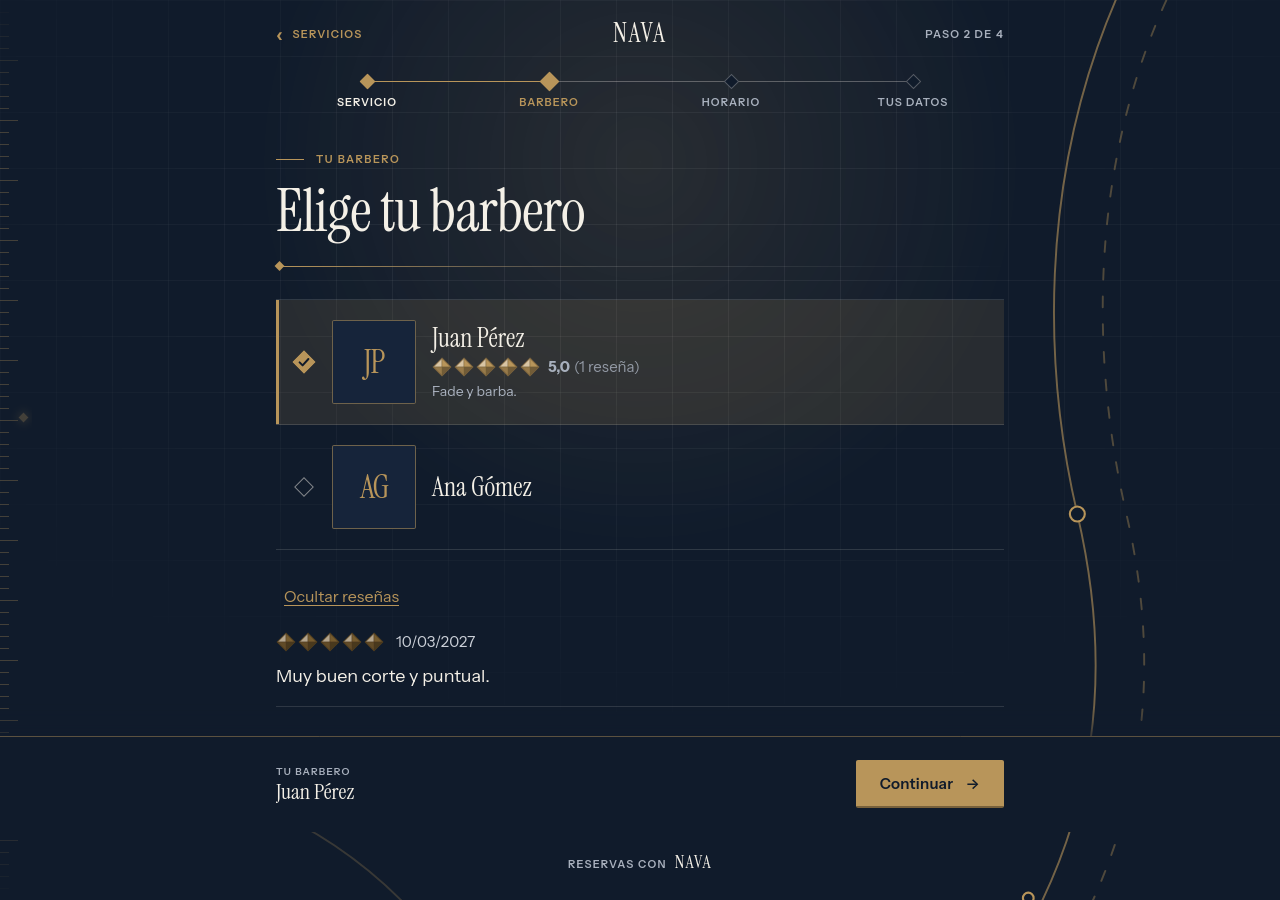 ‹ SERVICIOS
NAVA
PASO 2 DE 4
SERVICIO
BARBERO
HORARIO
TUS DATOS
TU BARBERO
Elige tu barbero
JP
Juan Pérez
5,0 (1 reseña)
Fade y barba.
AG
Ana Gómez
Ocultar reseñas
10/03/2027
Muy buen corte y puntual.
TU BARBERO
Juan Pérez
Continuar →
RESERVAS CON NAVA